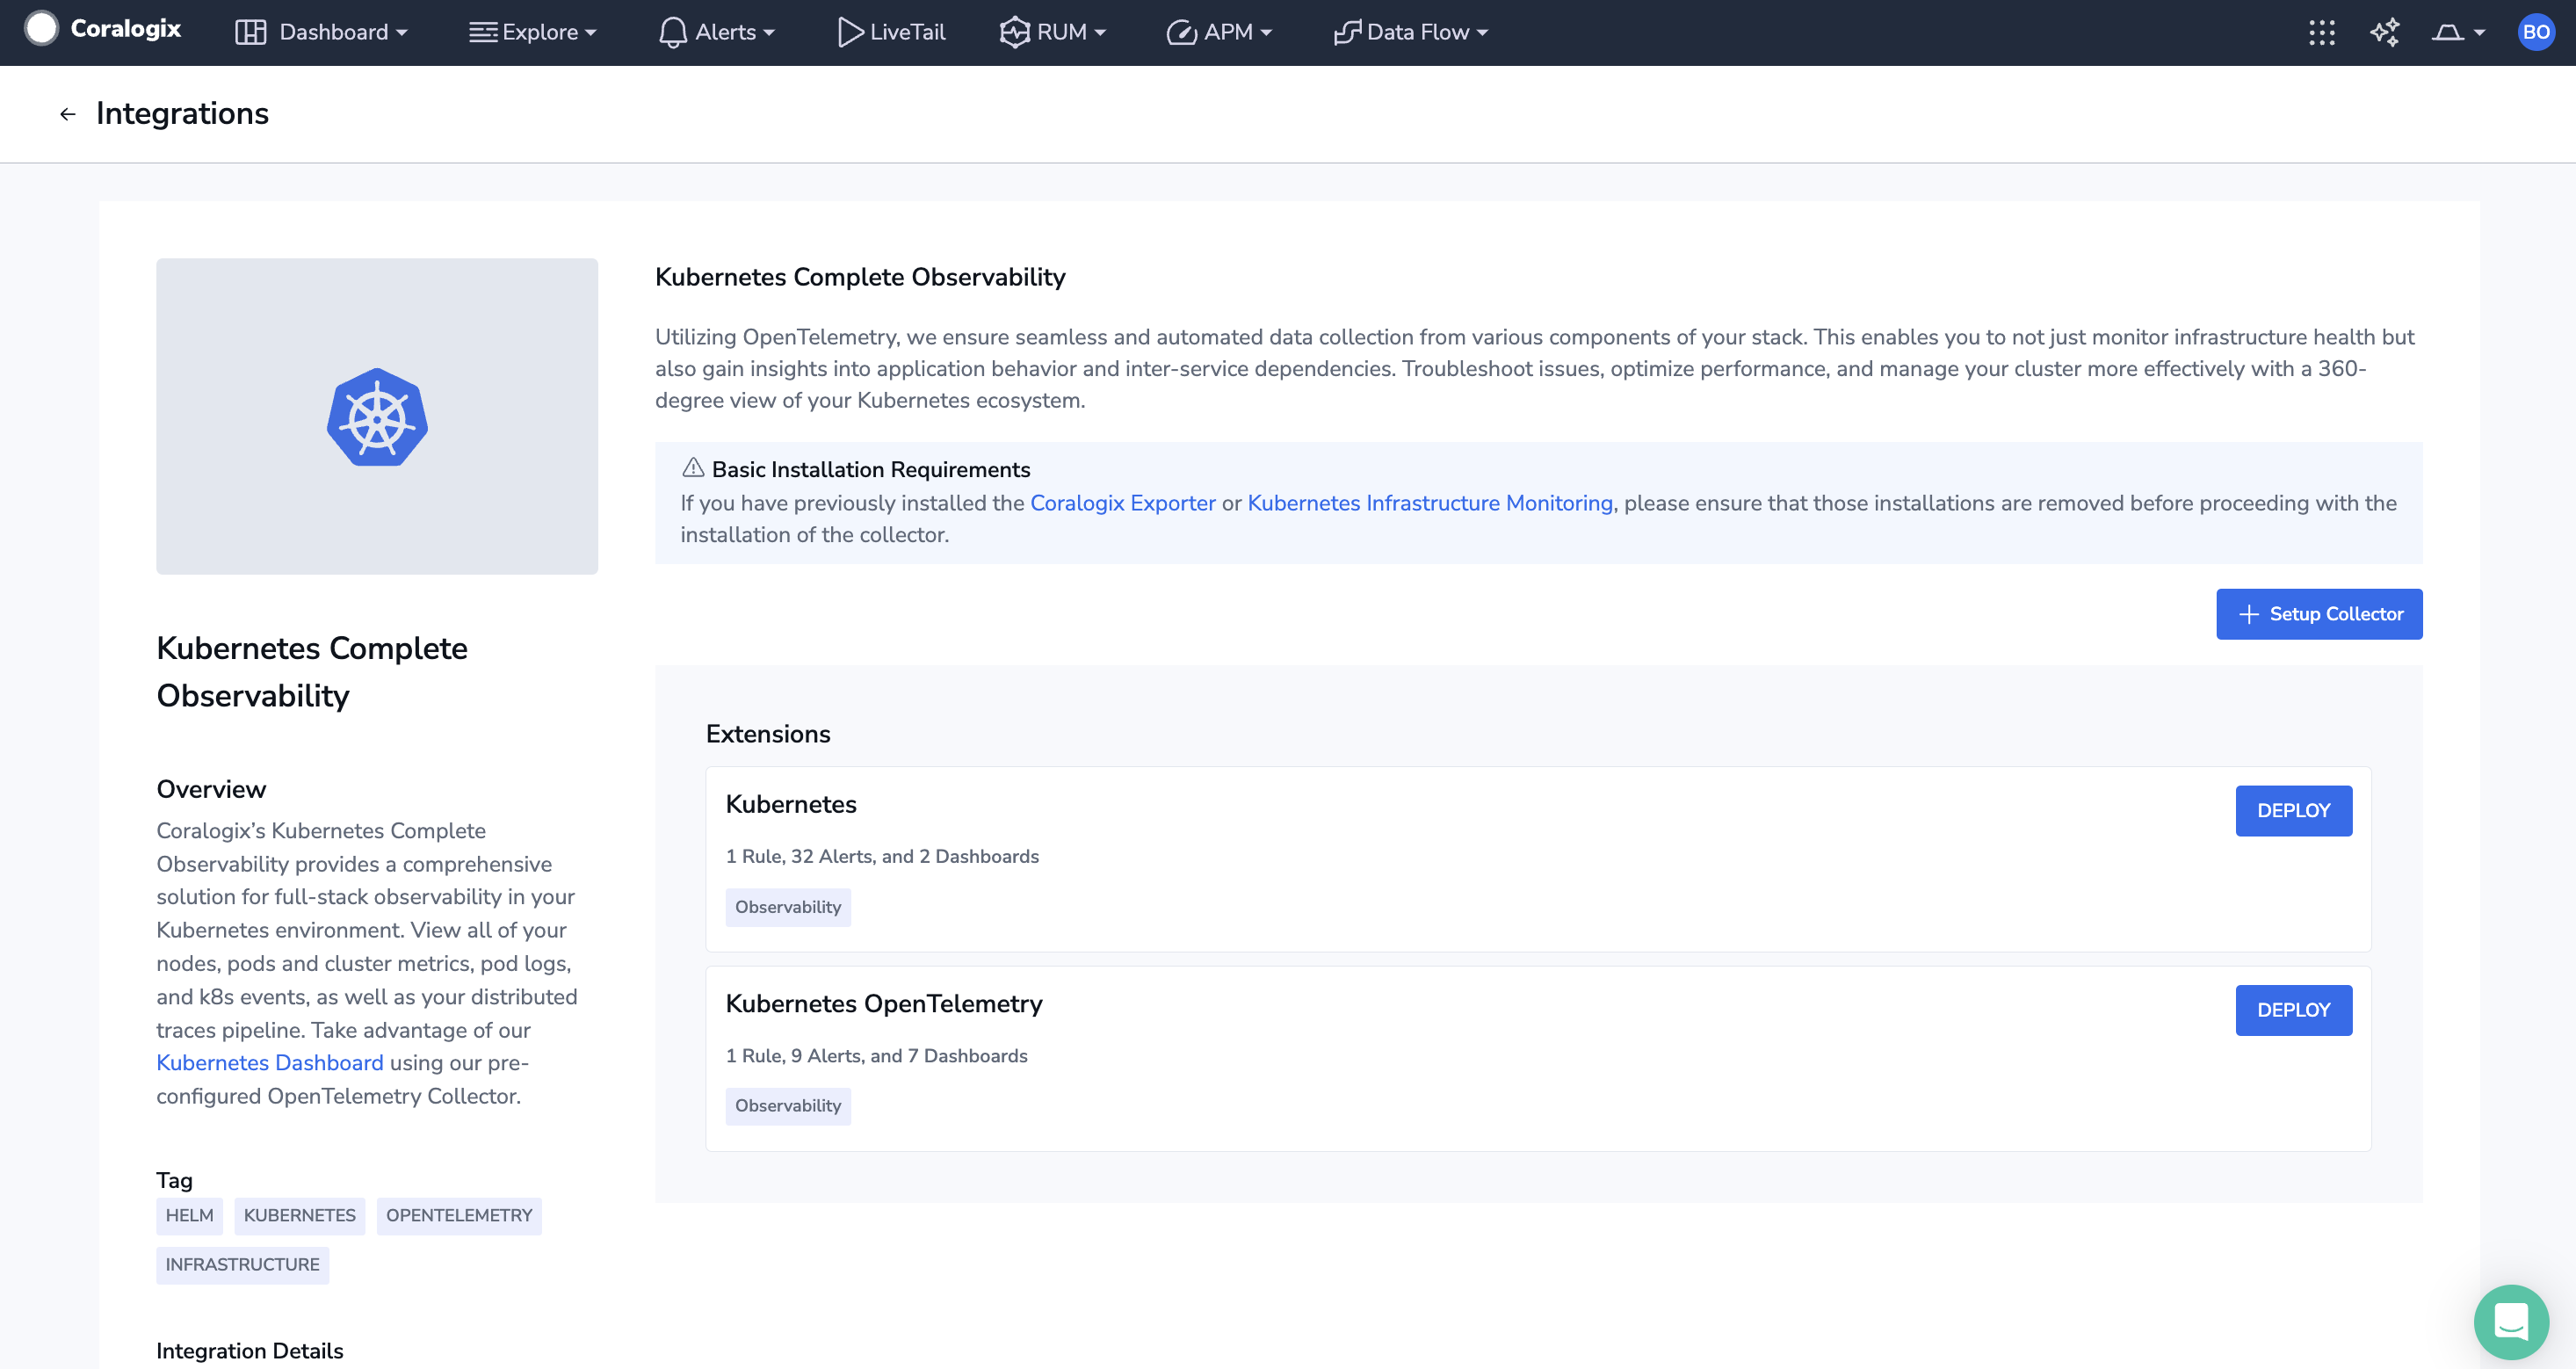 Coralogix
Dashboard
Explore
Alerts
LiveTail
RUM
APM
Data Flow
BO
Integrations
Kubernetes Complete
Observability
Overview
Coralogix’s Kubernetes Complete
Observability provides a comprehensive
solution for full-stack observability in your
Kubernetes environment. View all of your
nodes, pods and cluster metrics, pod logs,
and k8s events, as well as your distributed
traces pipeline. Take advantage of our
Kubernetes Dashboard using our pre-
configured OpenTelemetry Collector.
Tag
HELM
KUBERNETES
OPENTELEMETRY
INFRASTRUCTURE
Integration Details
Kubernetes Complete Observability
Utilizing OpenTelemetry, we ensure seamless and automated data collection from various components of your stack. This enables you to not just monitor infrastructure health but
also gain insights into application behavior and inter-service dependencies. Troubleshoot issues, optimize performance, and manage your cluster more effectively with a 360-
degree view of your Kubernetes ecosystem.
Basic Installation Requirements
If you have previously installed the Coralogix Exporter or Kubernetes Infrastructure Monitoring, please ensure that those installations are removed before proceeding with the
installation of the collector.
Setup Collector
Extensions
Kubernetes
DEPLOY
1 Rule, 32 Alerts, and 2 Dashboards
Observability
Kubernetes OpenTelemetry
DEPLOY
1 Rule, 9 Alerts, and 7 Dashboards
Observability